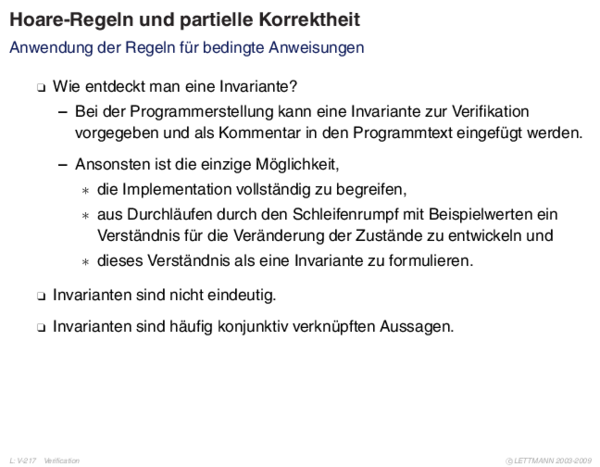 Hoare-Regeln und partielle Korrektheit
Anwendung der Regeln für bedingte Anweisungen
❑ Wie entdeckt man eine Invariante?
– Bei der Programmerstellung kann eine Invariante zur Verifikation
vorgegeben und als Kommentar in den Programmtext eingefügt werden.
– Ansonsten ist die einzige Möglichkeit,
∗ die Implementation vollständig zu begreifen,
∗ aus Durchläufen durch den Schleifenrumpf mit Beispielwerten ein
Verständnis für die Veränderung der Zustände zu entwickeln und
∗ dieses Verständnis als eine Invariante zu formulieren.
❑ Invarianten sind nicht eindeutig.
❑ Invarianten sind häufig konjunktiv verknüpften Aussagen.
L: V-217 Verification © LETTMANN 2003-2009